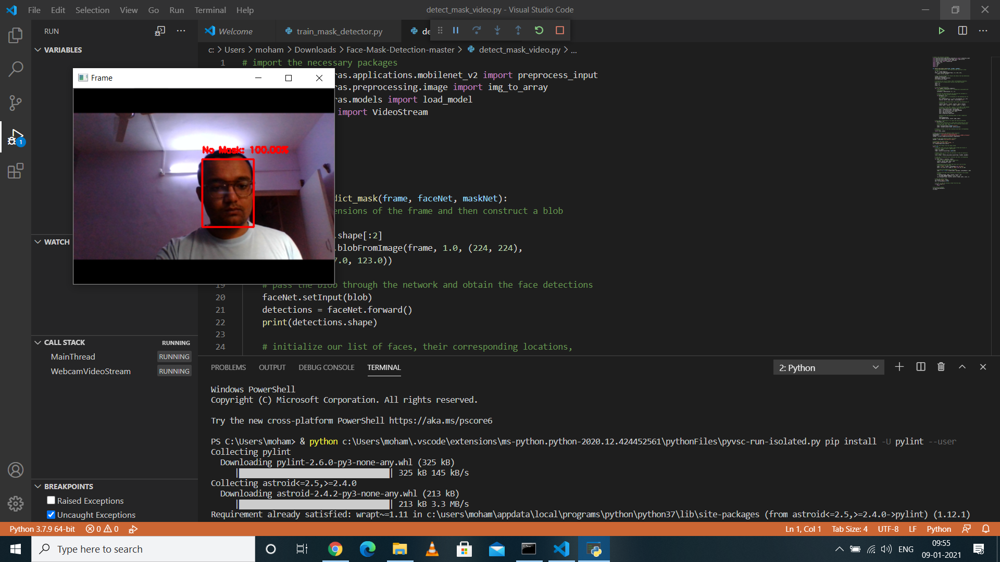 File Edit Selection View Go Run Terminal Help
detect_mask_video.py - Visual Studio Code
RUN
Welcome
train_mask_detector.py
de
VARIABLES
c: > Users > moham > Downloads > Face-Mask-Detection-master > detect_mask_video.py > ...
1 # import the necessary packages
ras.applications.mobilenet_v2 import preprocess_input
ras.preprocessing.image import img_to_array
ras.models import load_model
import VideoStream
Frame
No Mask: 100.00%
dict_mask(frame, faceNet, maskNet):
ensions of the frame and then construct a blob
.shape[:2]
.blobFromImage(frame, 1.0, (224, 224),
7.0, 123.0))
19 # pass the blob through the network and obtain the face detections
20 faceNet.setInput(blob)
21 detections = faceNet.forward()
22 print(detections.shape)
23
24 # initialize our list of faces, their corresponding locations,
WATCH
CALL STACK RUNNING
MainThread RUNNING
WebcamVideoStream RUNNING
BREAKPOINTS
Raised Exceptions
Uncaught Exceptions
PROBLEMS OUTPUT DEBUG CONSOLE TERMINAL
2: Python
Windows PowerShell
Copyright (C) Microsoft Corporation. All rights reserved.
Try the new cross-platform PowerShell https://aka.ms/pscore6
PS C:\Users\moham> & python c:\Users\moham\.vscode\extensions\ms-python.python-2020.12.424452561\pythonFiles\pyvsc-run-isolated.py pip install -U pylint --user
Collecting pylint
Downloading pylint-2.6.0-py3-none-any.whl (325 kB)
| | 325 kB 145 kB/s
Collecting astroid<=2.5,>=2.4.0
Downloading astroid-2.4.2-py3-none-any.whl (213 kB)
| | 213 kB 3.3 MB/s
Requirement already satisfied: wrapt~=1.11 in c:\users\moham\appdata\local\programs\python\python37\lib\site-packages (from astroid<=2.5,>=2.4.0->pylint) (1.12.1)
1
Python 3.7.9 64-bit 0 0
Ln 1, Col 1 Tab Size: 4 UTF-8 LF Python
Type here to search
ENG
09:55
09-01-2021